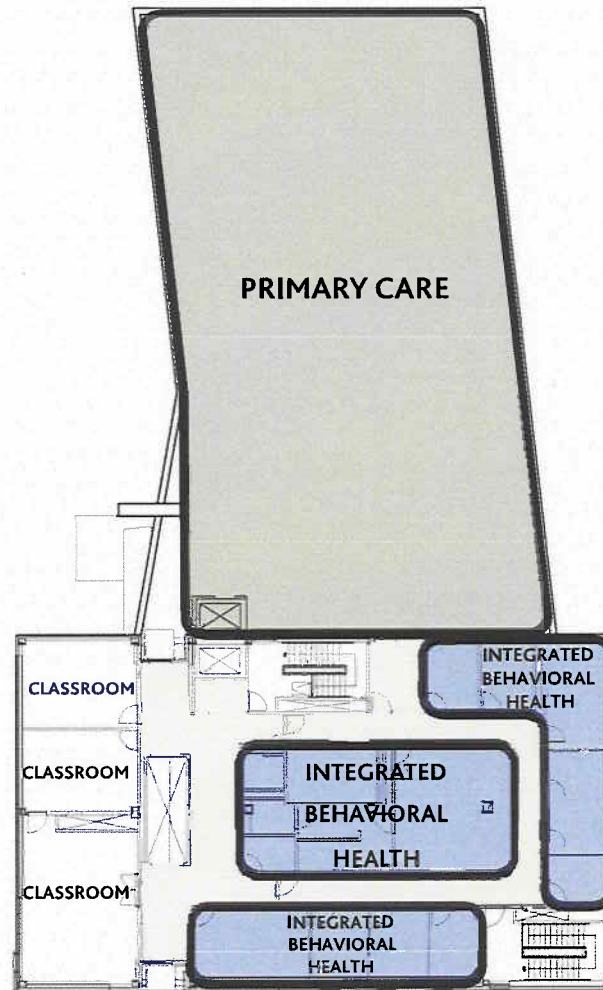 PRIMARY CARE
CLASSROOM
INTEGRATED
BEHAVIORAL
HEALTH
CLASSROOM
INTEGRATED
BEHAVIORAL
HEALTH
CLASSROOM
INTEGRATED
BEHAVIORAL
HEALTH